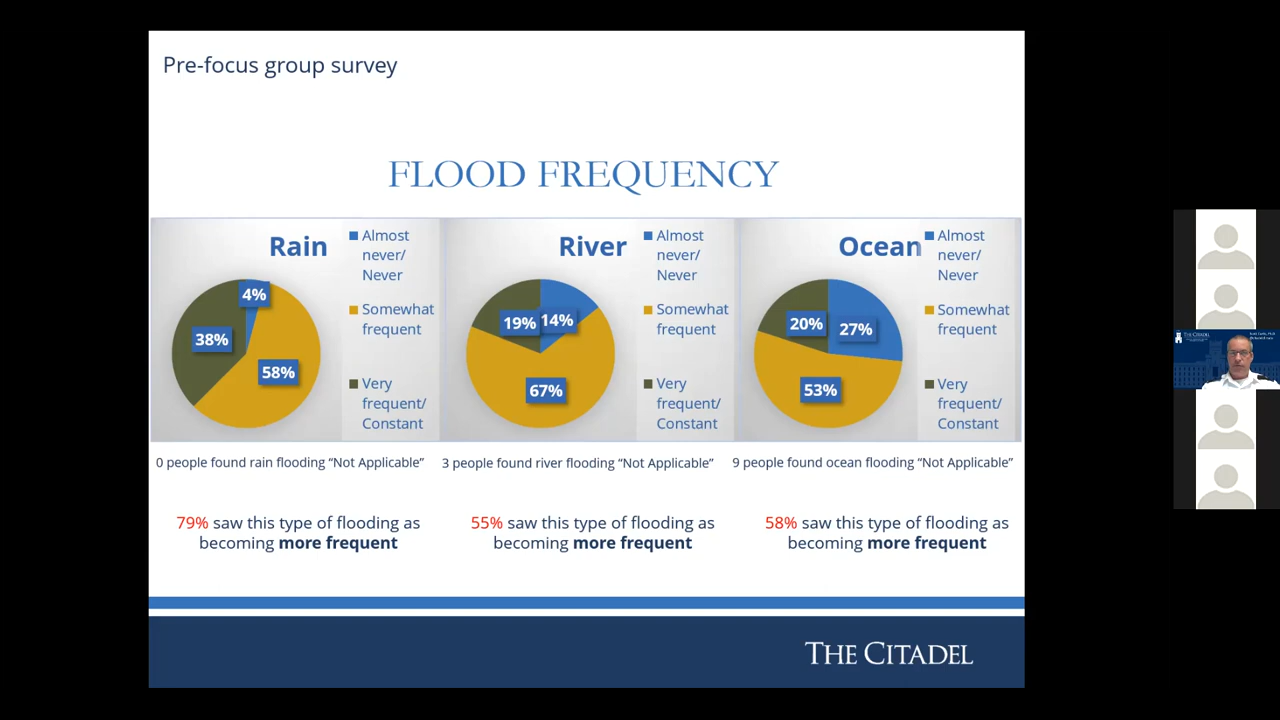 Pre-focus group survey
FLOOD FREQUENCY
Rain
Almost
never/
Never
Somewhat
frequent
Very
frequent/
Constant
4%
38%
58%
River
Almost
never/
Never
Somewhat
frequent
Very
frequent/
Constant
19%
14%
67%
Ocean
Almost
never/
Never
Somewhat
frequent
Very
frequent/
Constant
20%
27%
53%
0 people found rain flooding “Not Applicable”
3 people found river flooding “Not Applicable”
9 people found ocean flooding “Not Applicable”
79% saw this type of flooding as
becoming more frequent
55% saw this type of flooding as
becoming more frequent
58% saw this type of flooding as
becoming more frequent
THE CITADEL